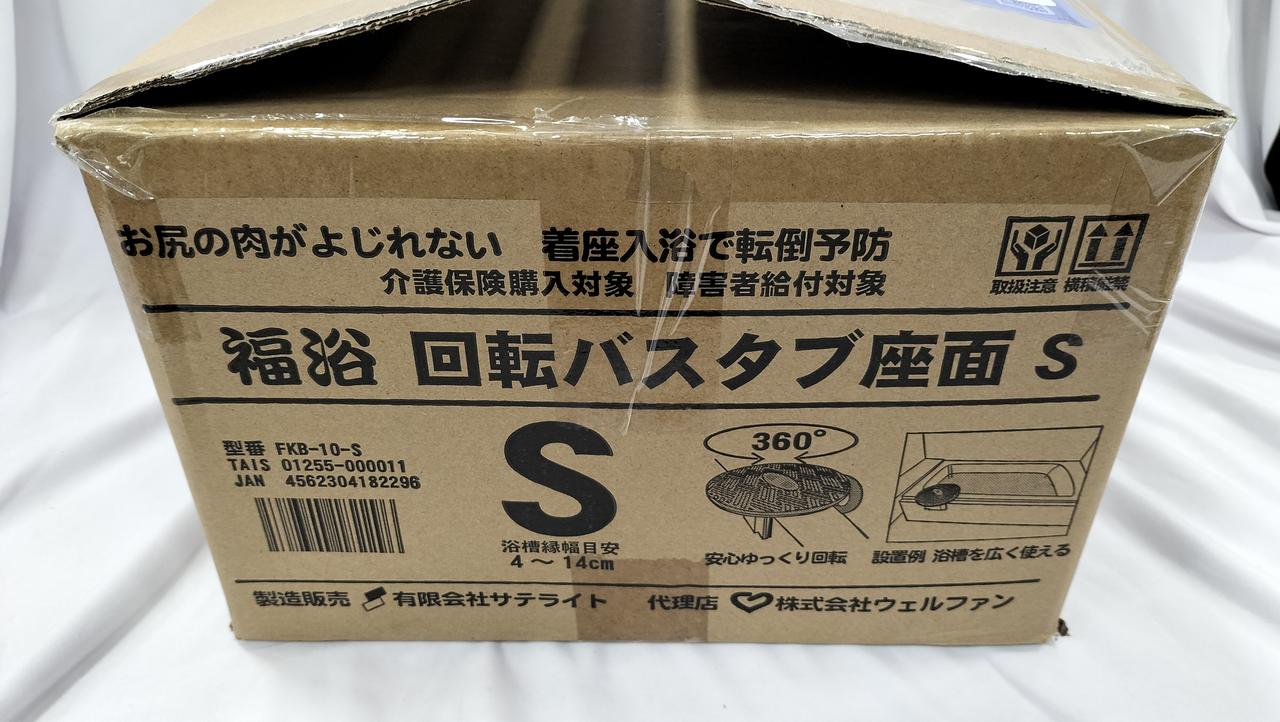 お尻の肉がよじれない 着座入浴で転倒予防
介護保険購入対象 障害者給付対象
取扱注意 横積厳禁
福浴 回転バスタブ座面 S
型番 FKB-10-S
TAIS 01255-000011
JAN 4562304182296
S
浴槽縁幅目安
4～14cm
360°
安心ゆっくり回転
設置例 浴槽を広く使える
製造販売 有限会社サテライト 代理店 株式会社ウェルファン